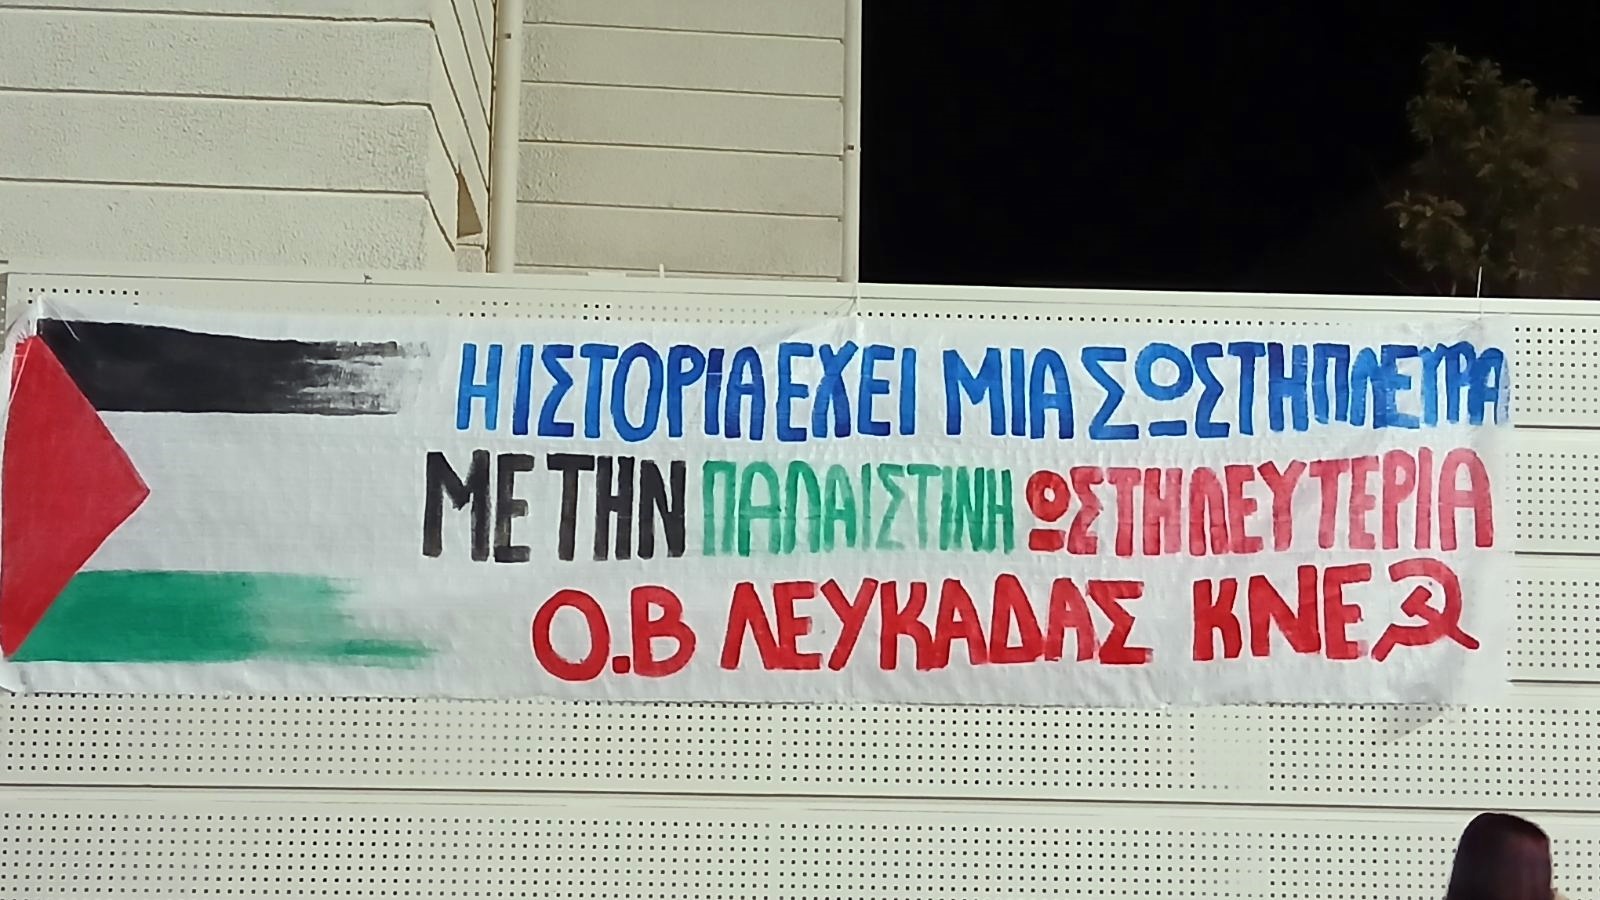 Η ΙΣΤΟΡΙΑ ΕΧΕΙ ΜΙΑ ΣΩΣΤΗ ΠΛΕΥΡΑ
ΜΕ ΤΗΝ ΠΑΛΑΙΣΤΙΝΗ ΩΣ ΤΗ ΛΕΥΤΕΡΙΑ
Ο.Β ΛΕΥΚΑΔΑΣ ΚΝΕ